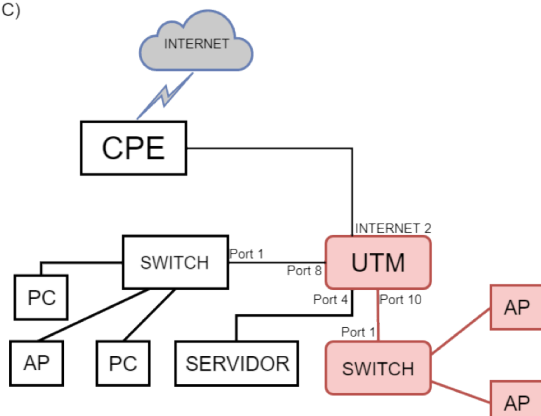 C)
INTERNET
CPE
INTERNET 2
SWITCH
Port 1
Port 8
UTM
PC
Port 4
Port 10
AP
Port 1
AP
PC
SERVIDOR
SWITCH
AP